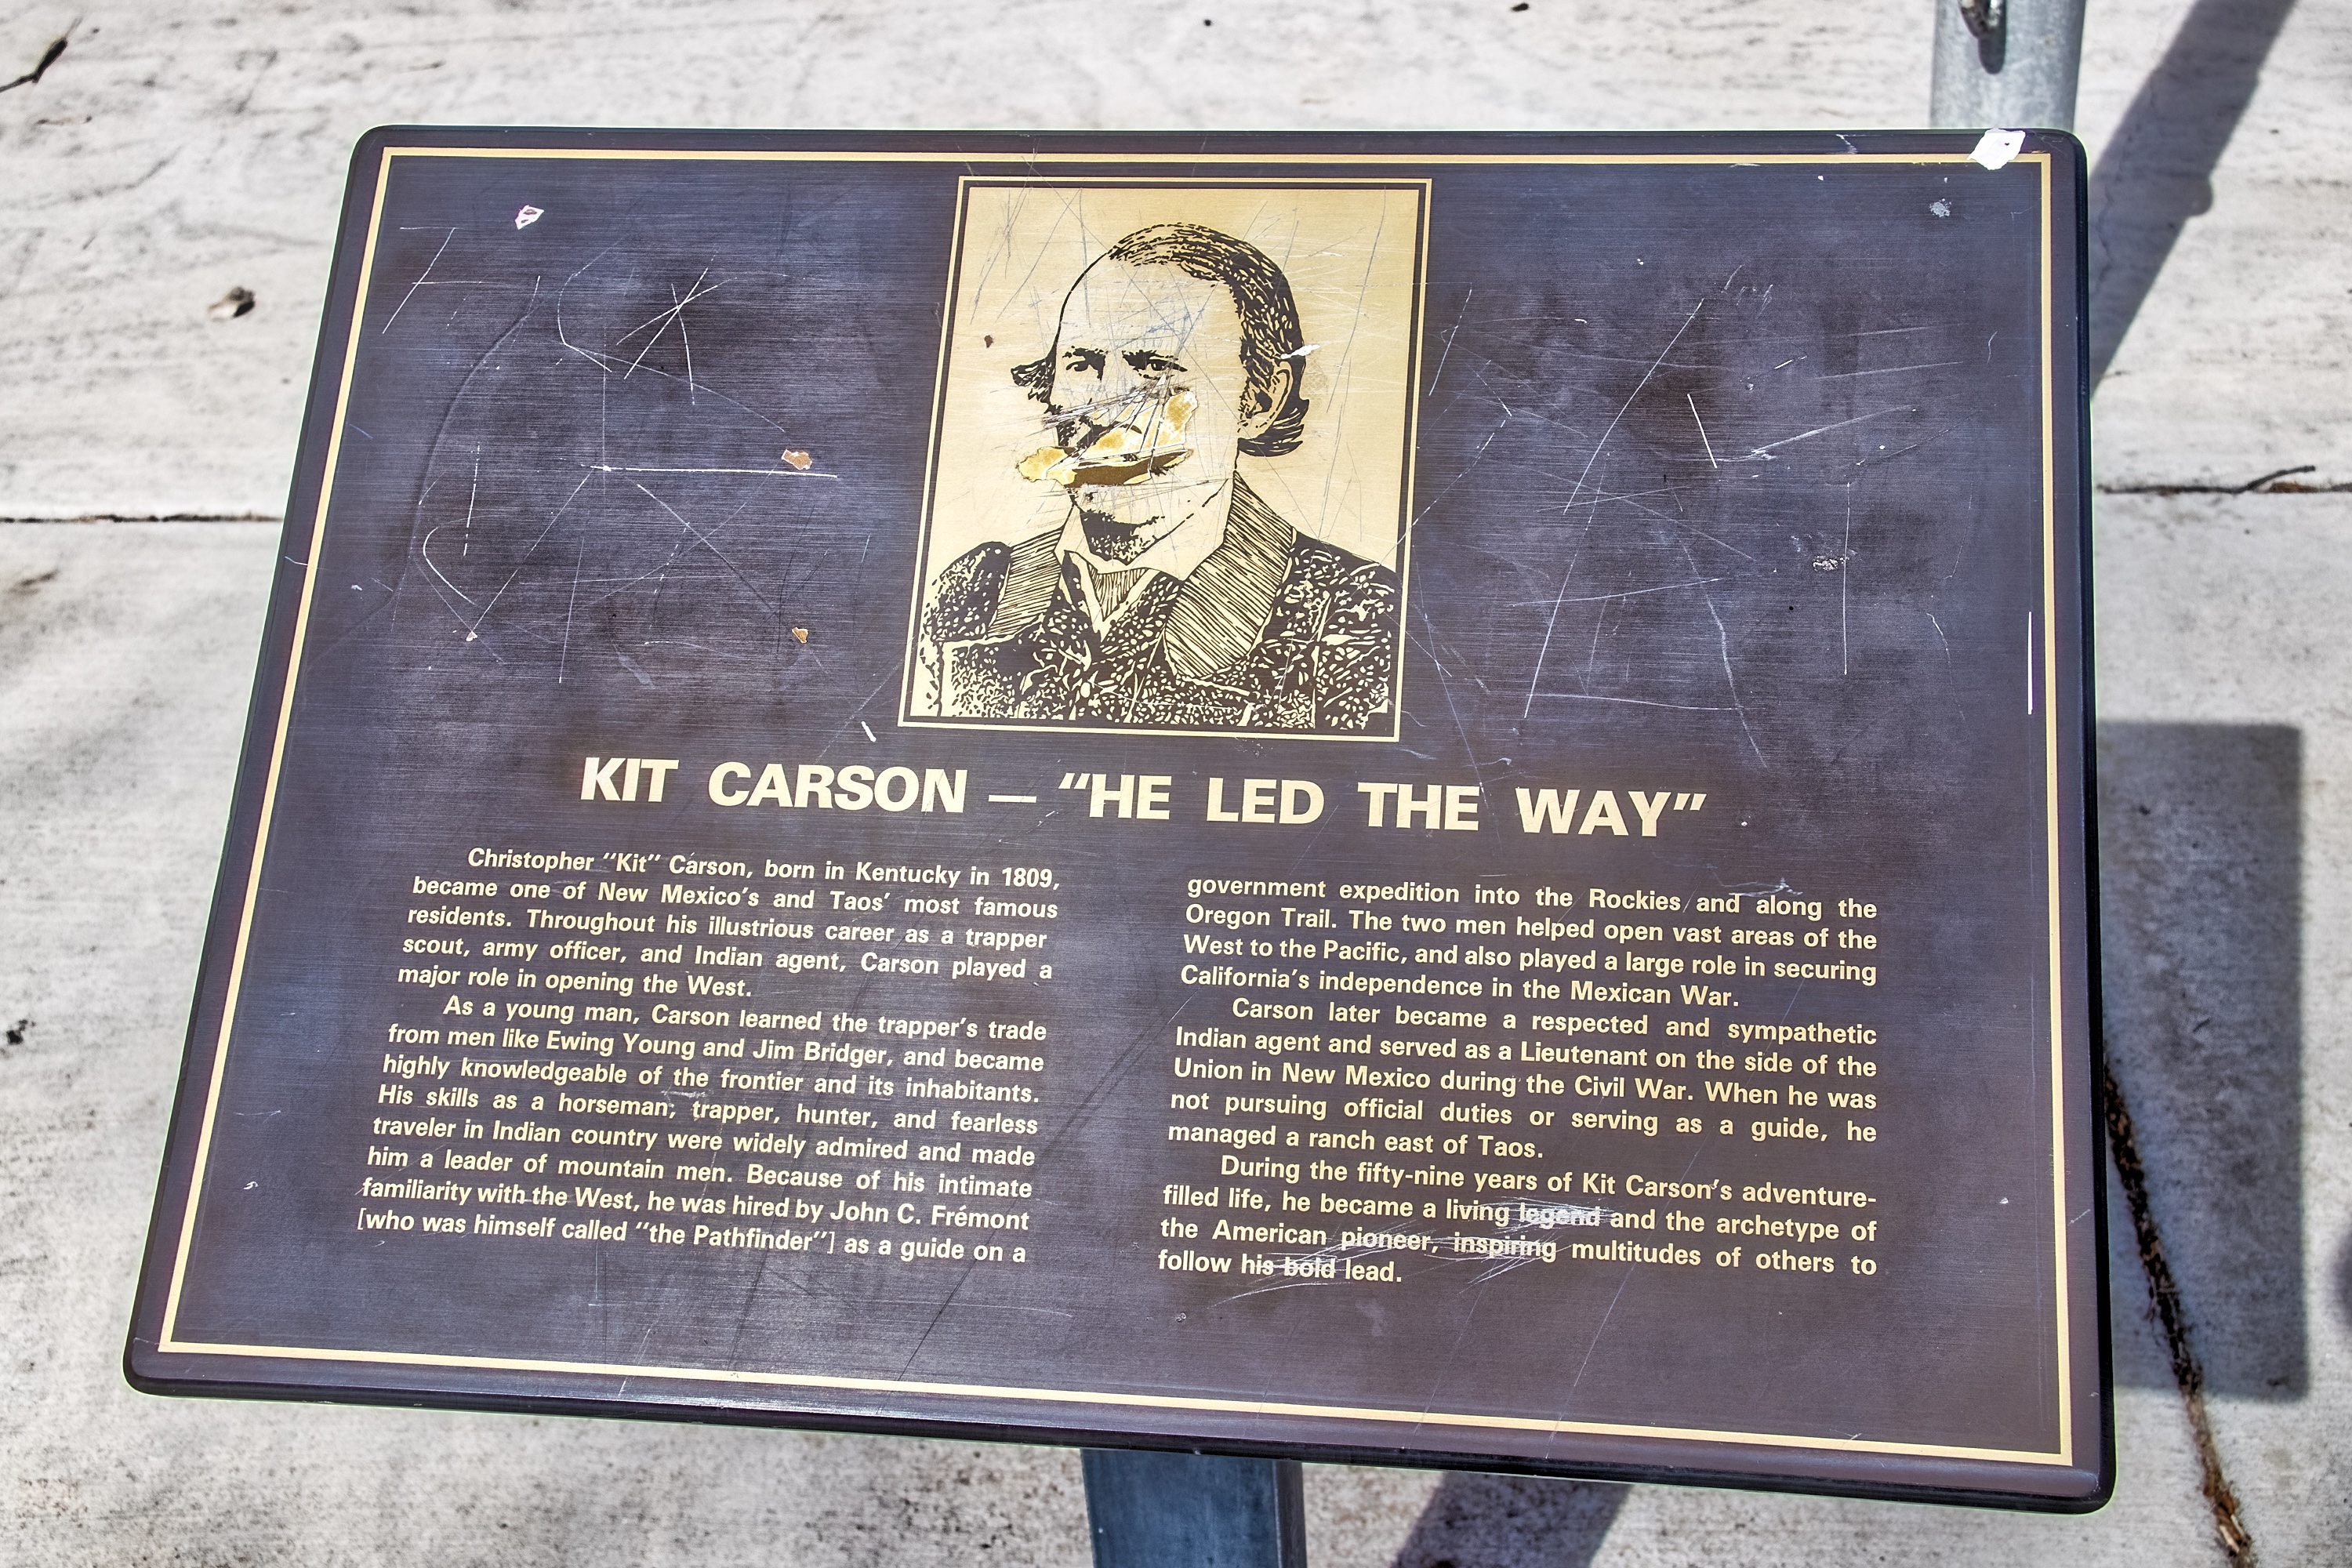 KIT CARSON — “HE LED THE WAY”
Christopher “Kit” Carson, born in Kentucky in 1809,
became one of New Mexico’s and Taos’ most famous
residents. Throughout his illustrious career as a trapper
scout, army officer, and Indian agent, Carson played a
major role in opening the West.
As a young man, Carson learned the trapper’s trade
from men like Ewing Young and Jim Bridger, and became
highly knowledgeable of the frontier and its inhabitants.
His skills as a horseman, trapper, hunter, and fearless
traveler in Indian country were widely admired and made
him a leader of mountain men. Because of his intimate
familiarity with the West, he was hired by John C. Frémont
[who was himself called “the Pathfinder”] as a guide on a
government expedition into the Rockies and along the
Oregon Trail. The two men helped open vast areas of the
West to the Pacific, and also played a large role in securing
California’s independence in the Mexican War.
Carson later became a respected and sympathetic
Indian agent and served as a Lieutenant on the side of the
Union in New Mexico during the Civil War. When he was
not pursuing official duties or serving as a guide, he
managed a ranch east of Taos.
During the fifty-nine years of Kit Carson’s adventure-
filled life, he became a living legend and the archetype of
the American pioneer, inspiring multitudes of others to
follow his bold lead.